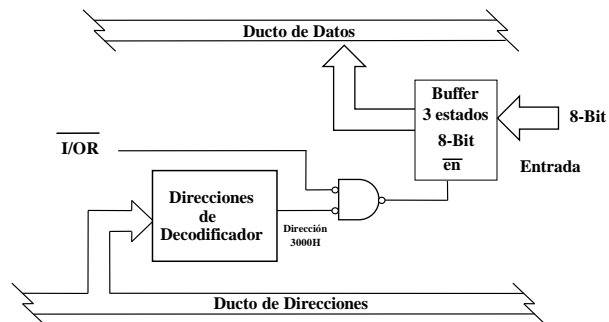 Ducto de Datos
Buffer
3 estados
8-Bit
en
8-Bit
Entrada
I/OR
Direcciones
de
Decodificador
Dirección
3000H
Ducto de Direcciones